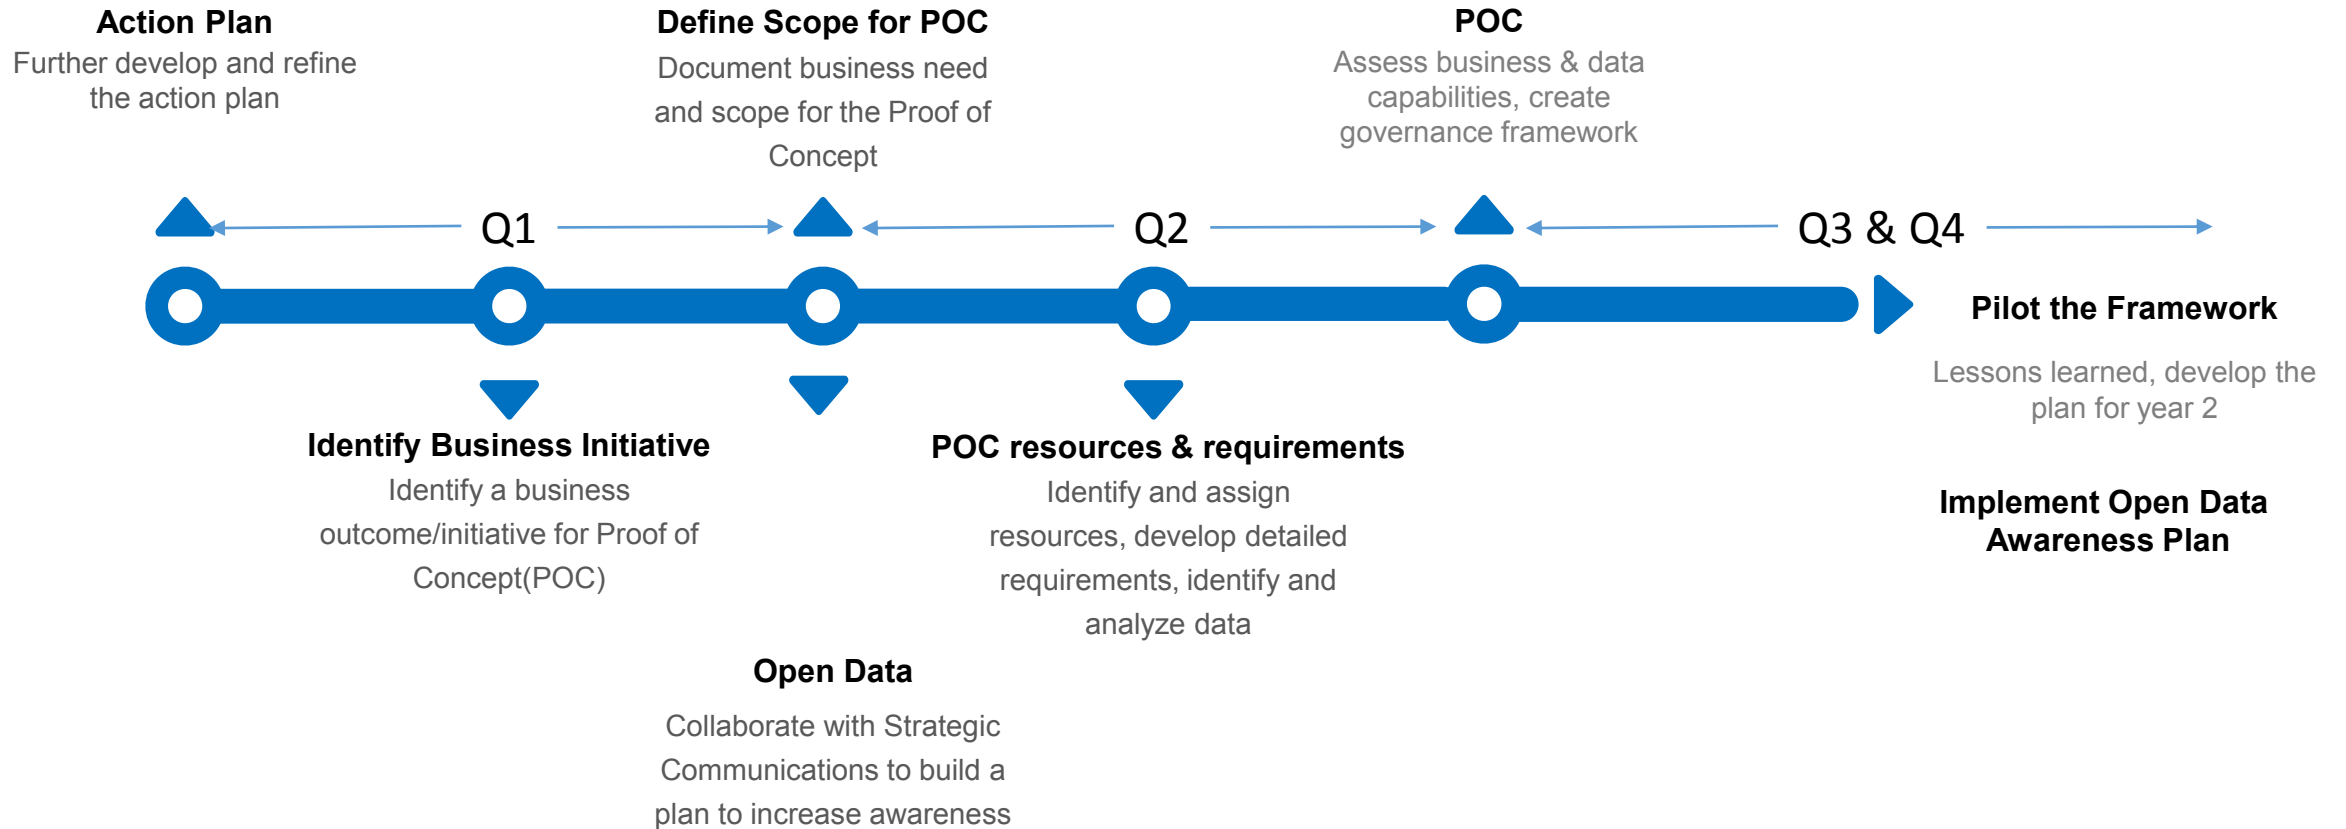 Action Plan
Further develop and refine
the action plan
Define Scope for POC
Document business need
and scope for the Proof of
Concept
POC
Assess business & data
capabilities, create
governance framework
Q1
Q2
Q3 & Q4
Pilot the Framework
Lessons learned, develop the
plan for year 2
Implement Open Data
Awareness Plan
Identify Business Initiative
Identify a business
outcome/initiative for Proof of
Concept(POC)
POC resources & requirements
Identify and assign
resources, develop detailed
requirements, identify and
analyze data
Open Data
Collaborate with Strategic
Communications to build a
plan to increase awareness